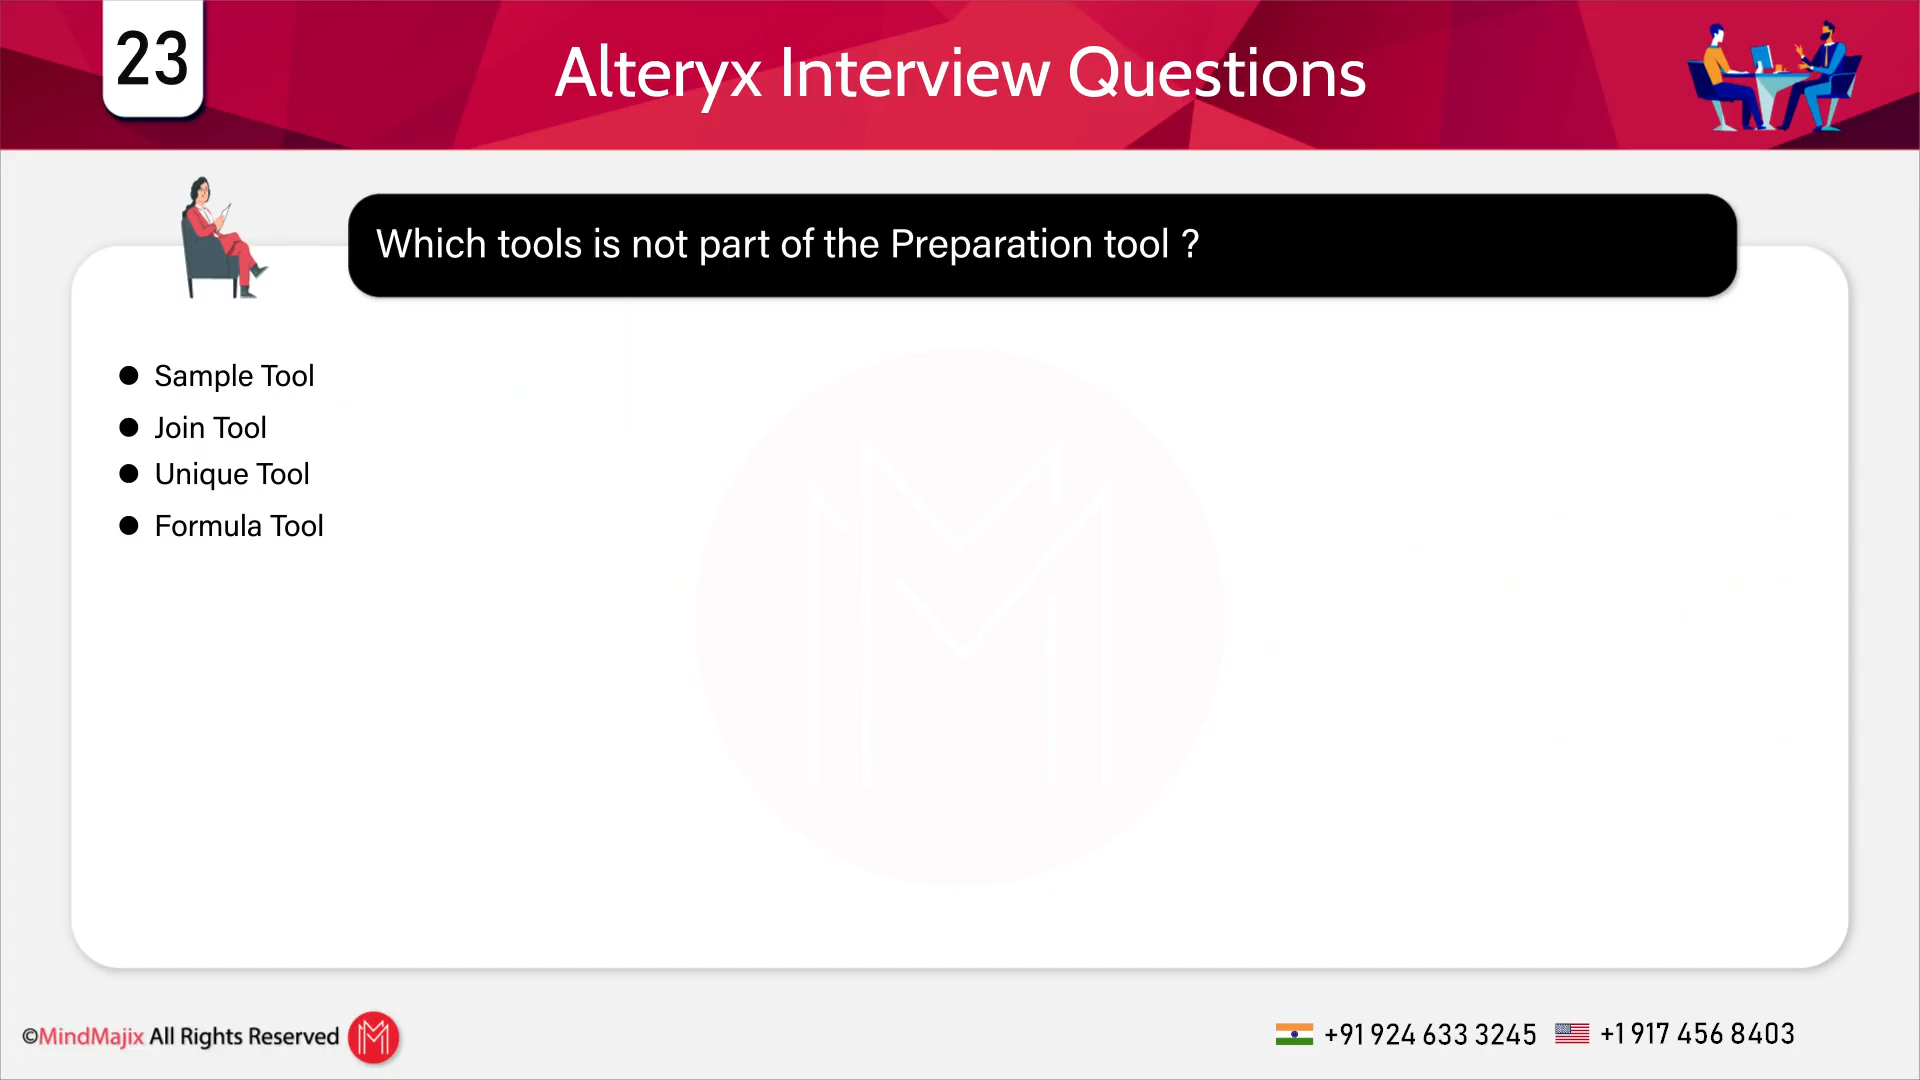 23
Alteryx Interview Questions
Which tools is not part of the Preparation tool ?
● Sample Tool
● Join Tool
● Unique Tool
● Formula Tool
©MindMajix All Rights Reserved
+91 924 633 3245 +1 917 456 8403